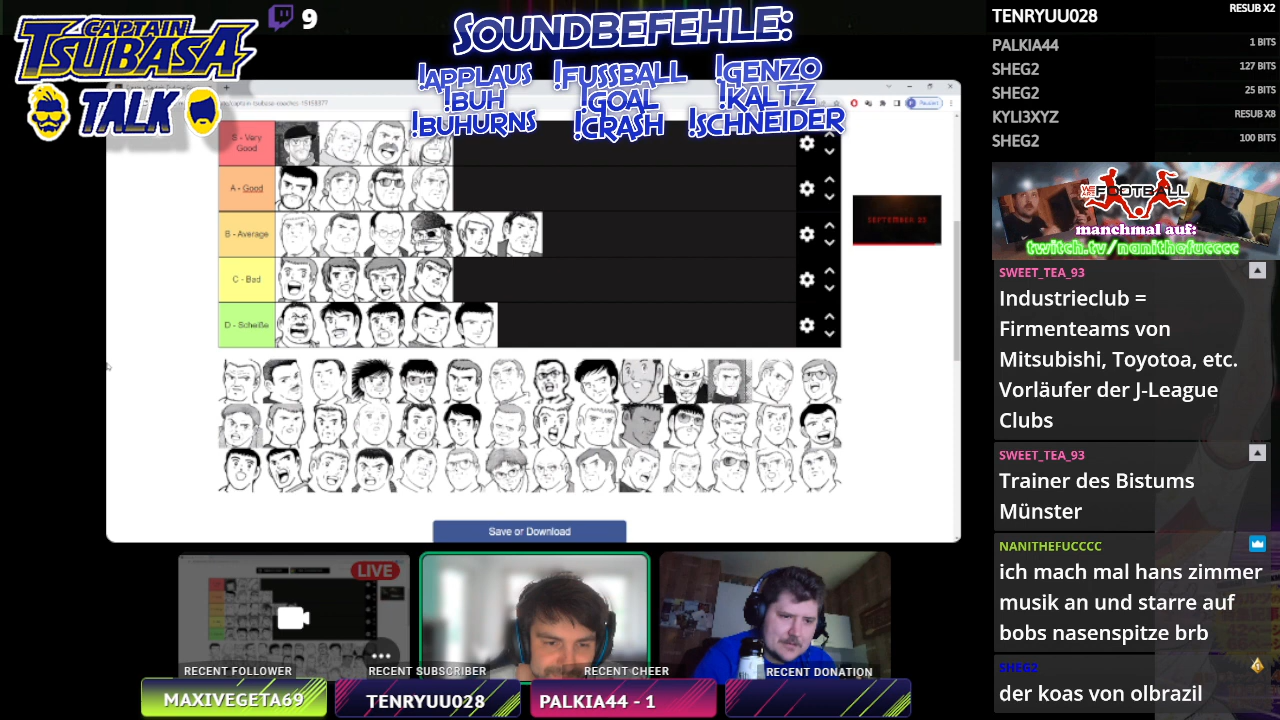 CAPTAIN
TSUBASA
TALK
9
SOUNDBEFEHLE:
!APPLAUS !FUSSBALL !GENZO
!BUH !GOAL !KALTZ
!BUHURNS !CRASH !SCHNEIDER
S - Very
Good
A - Good
B - Average
C - Bad
D - Scheiße
SEPTEMBER 22
Save or Download
LIVE
RECENT FOLLOWER
MAXIVEGETA69
RECENT SUBSCRIBER
TENRYUU028
RECENT CHEER
PALKIA44 - 1
RECENT DONATION
TENRYUU028 RESUB X2
PALKIA44 1 BITS
SHEG2 127 BITS
SHEG2 25 BITS
KYLI3XYZ RESUB X8
SHEG2 100 BITS
FOOTBALL
manchmal auf:
twitch.tv/nanithefucccc
SWEET_TEA_93
Industrieclub =
Firmenteams von
Mitsubishi, Toyotoa, etc.
Vorläufer der J-League
Clubs
SWEET_TEA_93
Trainer des Bistums
Münster
NANITHEFUCCCC
ich mach mal hans zimmer
musik an und starre auf
bobs nasenspitze brb
SHEG2
der koas von olbrazil